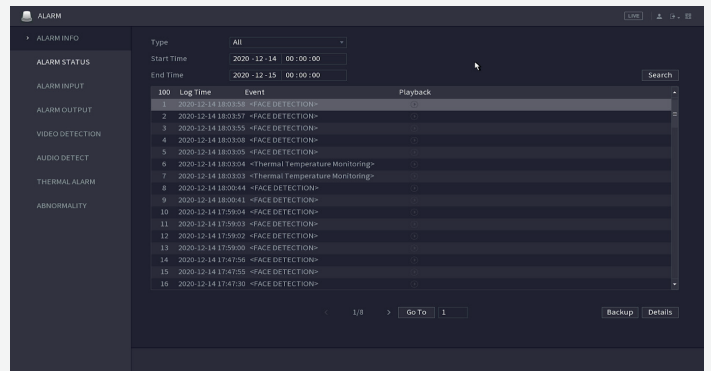 ALARM
LIVE
ALARM INFO
ALARM STATUS
ALARM INPUT
ALARM OUTPUT
VIDEO DETECTION
AUDIO DETECT
THERMAL ALARM
ABNORMALITY
Type All
Start Time 2020 -12 -14 00 : 00 : 00
End Time 2020 -12 -15 00 : 00 : 00
Search
100 Log Time Event Playback
1 2020-12-14 18:03:58 <FACE DETECTION>
2 2020-12-14 18:03:57 <FACE DETECTION>
3 2020-12-14 18:03:55 <FACE DETECTION>
4 2020-12-14 18:03:08 <FACE DETECTION>
5 2020-12-14 18:03:05 <FACE DETECTION>
6 2020-12-14 18:03:04 <Thermal Temperature Monitoring>
7 2020-12-14 18:03:03 <Thermal Temperature Monitoring>
8 2020-12-14 18:00:44 <FACE DETECTION>
9 2020-12-14 18:00:41 <FACE DETECTION>
10 2020-12-14 17:59:04 <FACE DETECTION>
11 2020-12-14 17:59:03 <FACE DETECTION>
12 2020-12-14 17:59:02 <FACE DETECTION>
13 2020-12-14 17:59:00 <FACE DETECTION>
14 2020-12-14 17:47:56 <FACE DETECTION>
15 2020-12-14 17:47:55 <FACE DETECTION>
16 2020-12-14 17:47:30 <FACE DETECTION>
< 1/8 > Go To 1
Backup Details